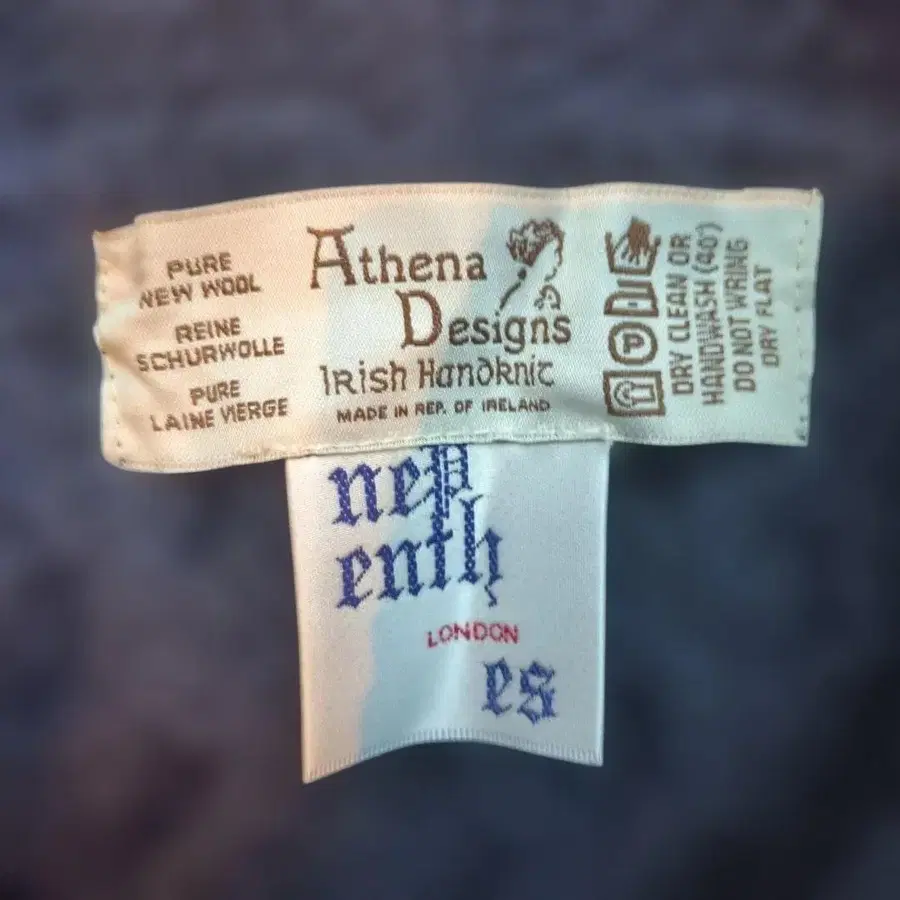 PURE
NEW WOOL
REINE
SCHURWOLLE
PURE
LAINE VIERGE
Athena
Designs
Irish Handknit
MADE IN REP. OF IRELAND
P
DRY CLEAN OR
HANDWASH (40°)
DO NOT WRING
DRY FLAT
nep
enth
LONDON
es